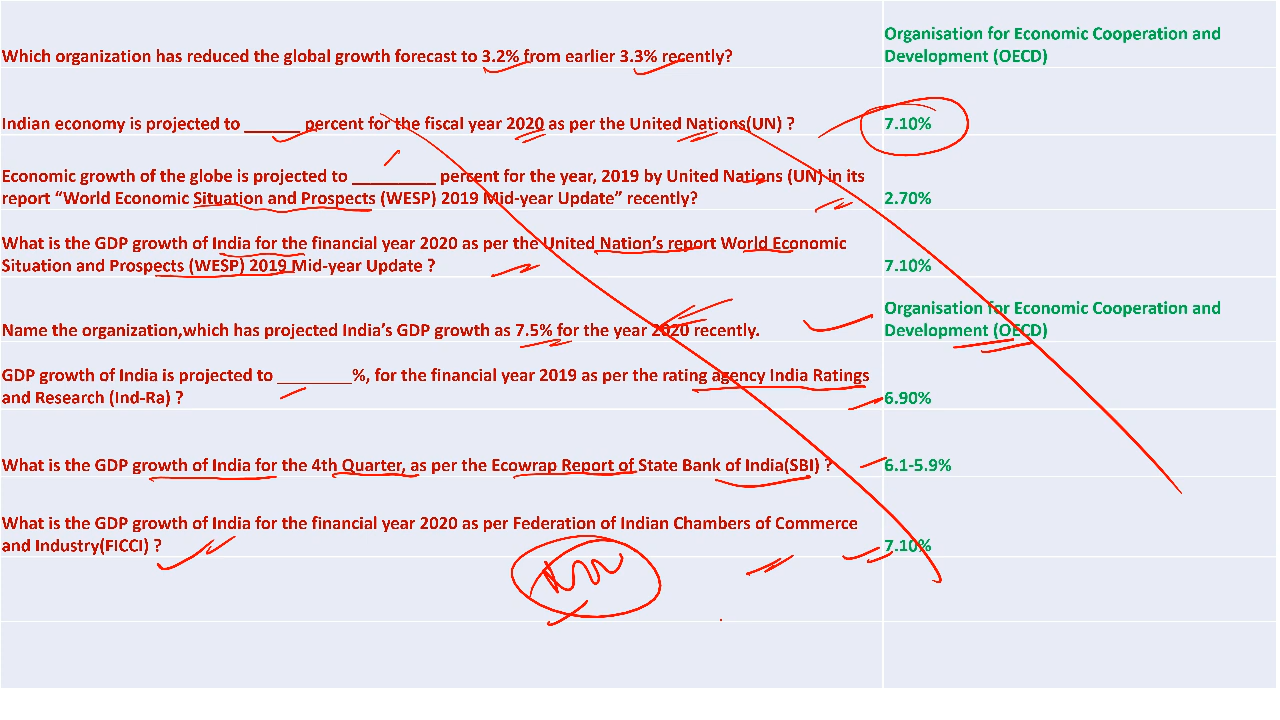 Which organization has reduced the global growth forecast to 3.2% from earlier 3.3% recently?
Organisation for Economic Cooperation and
Development (OECD)
Indian economy is projected to ______ percent for the fiscal year 2020 as per the United Nations(UN) ?
7.10%
Economic growth of the globe is projected to _________ percent for the year, 2019 by United Nations (UN) in its
report “World Economic Situation and Prospects (WESP) 2019 Mid-year Update” recently?
2.70%
What is the GDP growth of India for the financial year 2020 as per the United Nation’s report World Economic
Situation and Prospects (WESP) 2019 Mid-year Update ?
7.10%
Name the organization,which has projected India’s GDP growth as 7.5% for the year 2020 recently.
Organisation for Economic Cooperation and
Development (OECD)
GDP growth of India is projected to ________%, for the financial year 2019 as per the rating agency India Ratings
and Research (Ind-Ra) ?
6.90%
What is the GDP growth of India for the 4th Quarter, as per the Ecowrap Report of State Bank of India(SBI) ?
6.1-5.9%
What is the GDP growth of India for the financial year 2020 as per Federation of Indian Chambers of Commerce
and Industry(FICCI) ?
7.10%